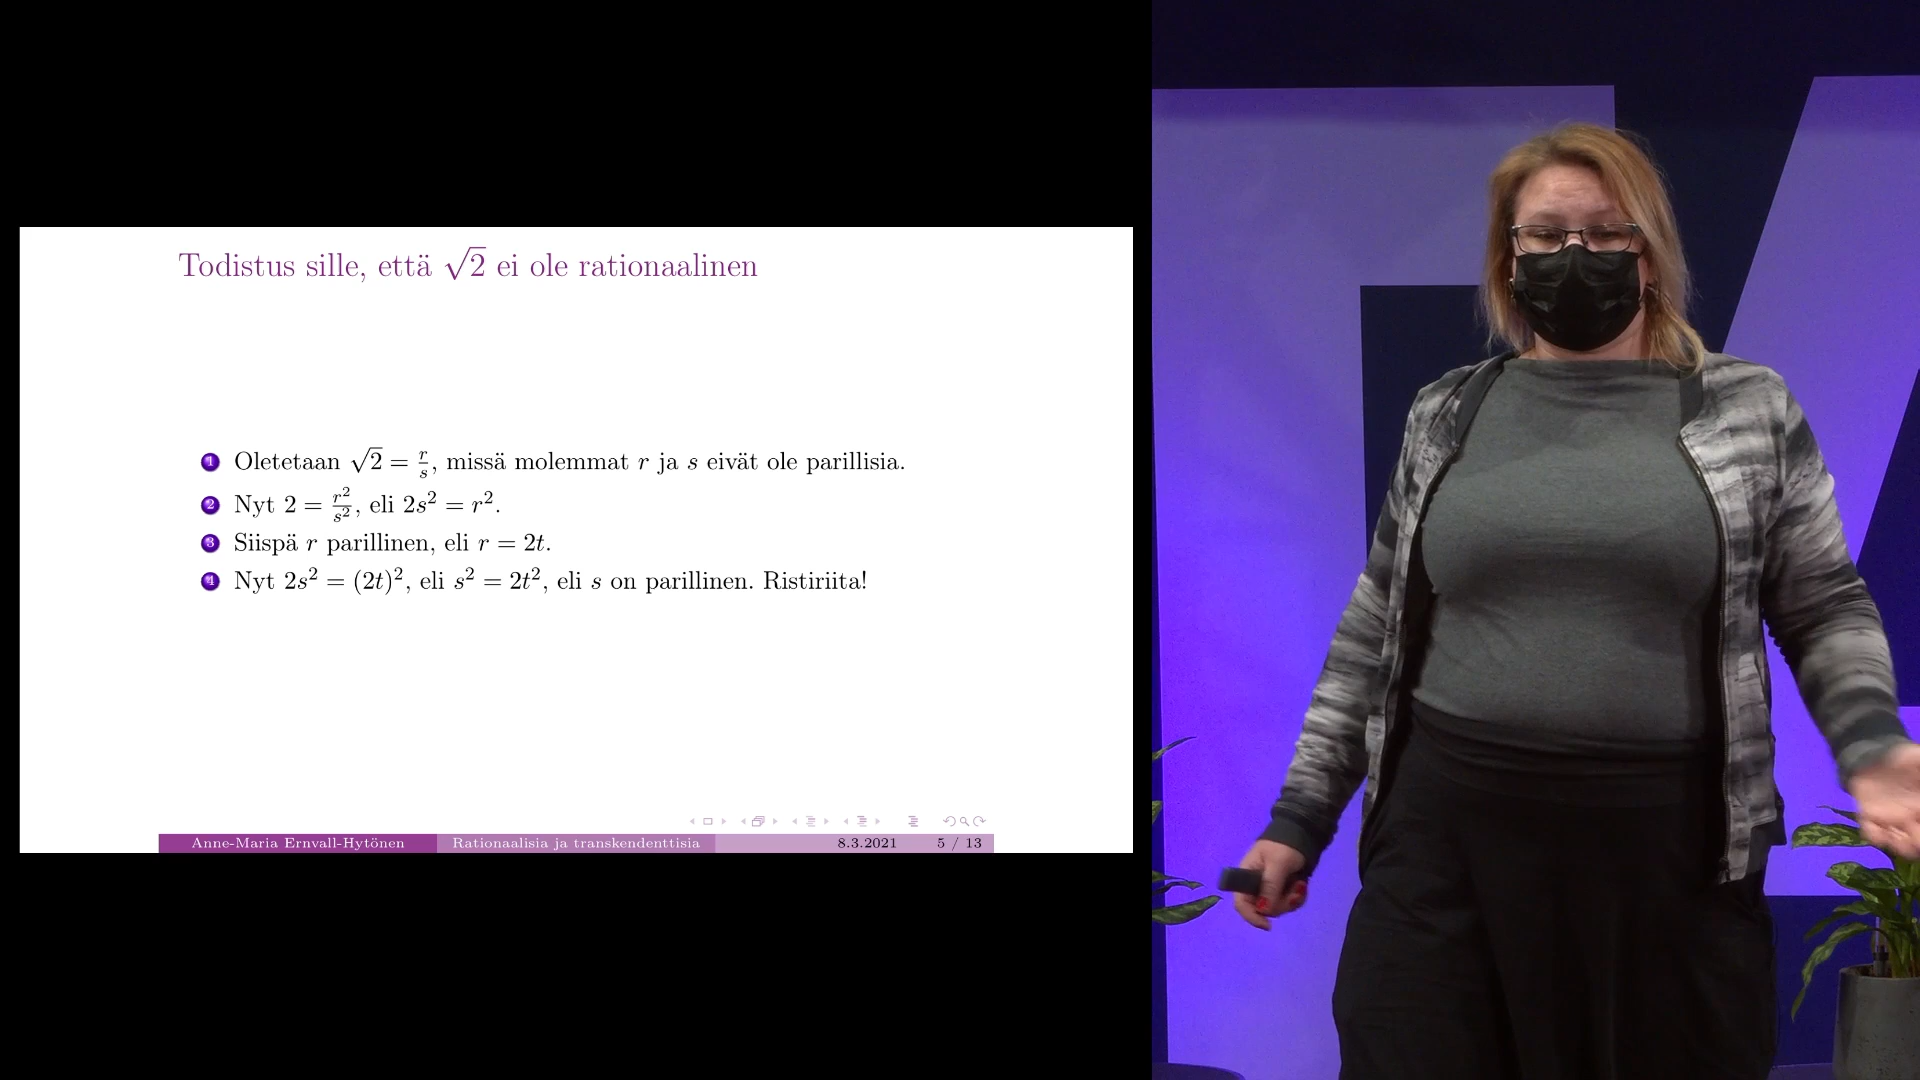 Todistus sille, että √2 ei ole rationaalinen
1 Oletetaan √2 = r/s, missä molemmat r ja s eivät ole parillisia.
2 Nyt 2 = r²/s², eli 2s² = r².
3 Siispä r parillinen, eli r = 2t.
4 Nyt 2s² = (2t)², eli s² = 2t², eli s on parillinen. Ristiriita!
Anne-Maria Ernvall-Hytönen Rationaalisia ja transkendenttisia 8.3.2021 5 / 13